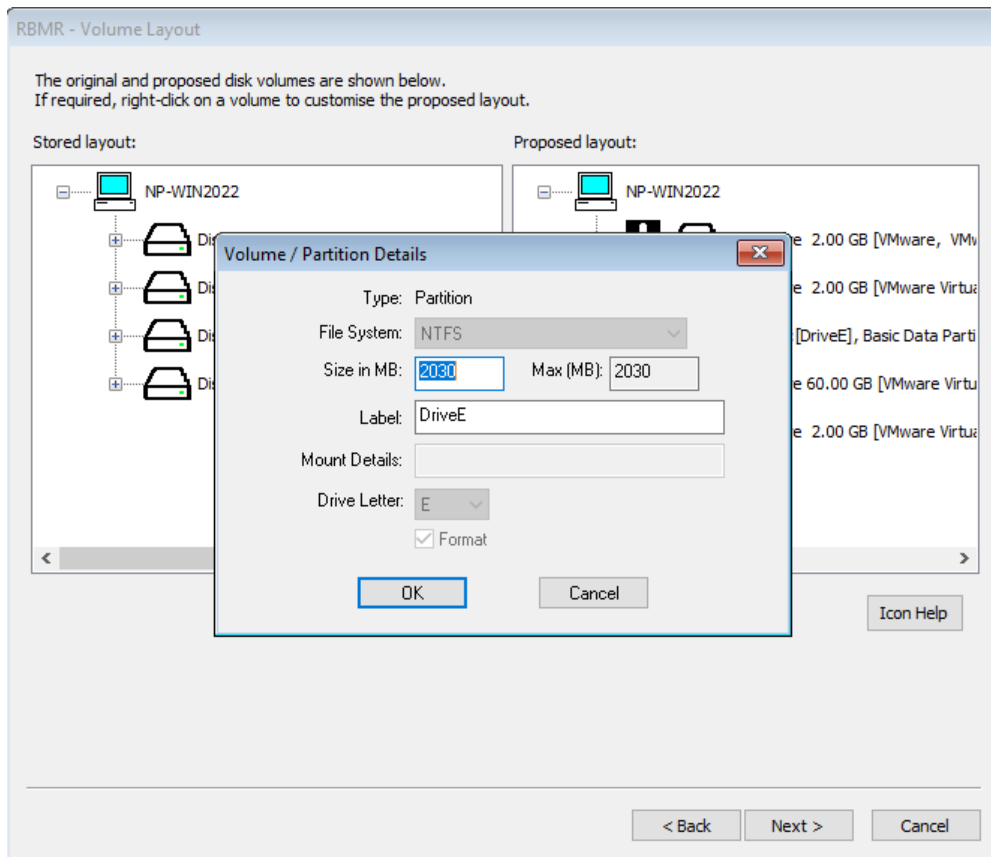 RBMR - Volume Layout
The original and proposed disk volumes are shown below.
If required, right-click on a volume to customise the proposed layout.
Stored layout:
Proposed layout:
NP-WIN2022
NP-WIN2022
Volume / Partition Details
Type: Partition
File System: NTFS
Size in MB: 2030 Max (MB): 2030
Label: DriveE
Mount Details:
Drive Letter: E
Format
OK Cancel
2.00 GB [VMware, VMw
2.00 GB [VMware Virtua
[DriveE], Basic Data Parti
60.00 GB [VMware Virtu
2.00 GB [VMware Virtua
Icon Help
< Back Next > Cancel